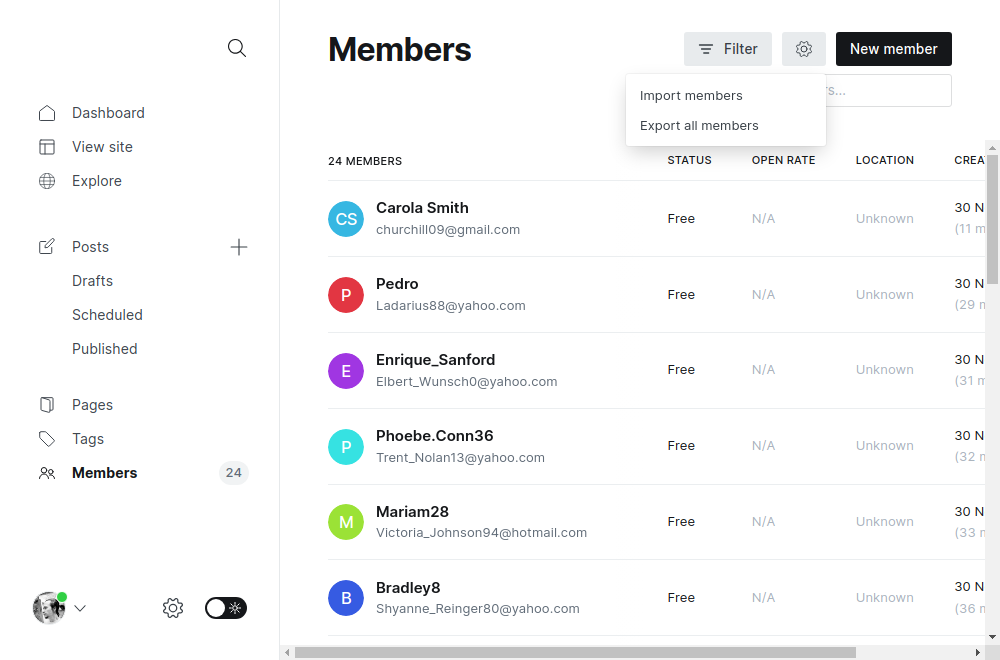 Dashboard
View site
Explore
Posts
Drafts
Scheduled
Published
Pages
Tags
Members
24
Members
Filter
New member
Import members
Export all members
24 MEMBERS STATUS OPEN RATE LOCATION
CS Carola Smith
churchill09@gmail.com
Free N/A Unknown 30 N
(11 m
P Pedro
Ladarius88@yahoo.com
Free N/A Unknown 30 N
(29 m
E Enrique_Sanford
Elbert_Wunsch0@yahoo.com
Free N/A Unknown 30 N
(31 m
P Phoebe.Conn36
Trent_Nolan13@yahoo.com
Free N/A Unknown 30 N
(32 m
M Mariam28
Victoria_Johnson94@hotmail.com
Free N/A Unknown 30 N
(33 m
B Bradley8
Shyanne_Reinger80@yahoo.com
Free N/A Unknown 30 N
(36 m